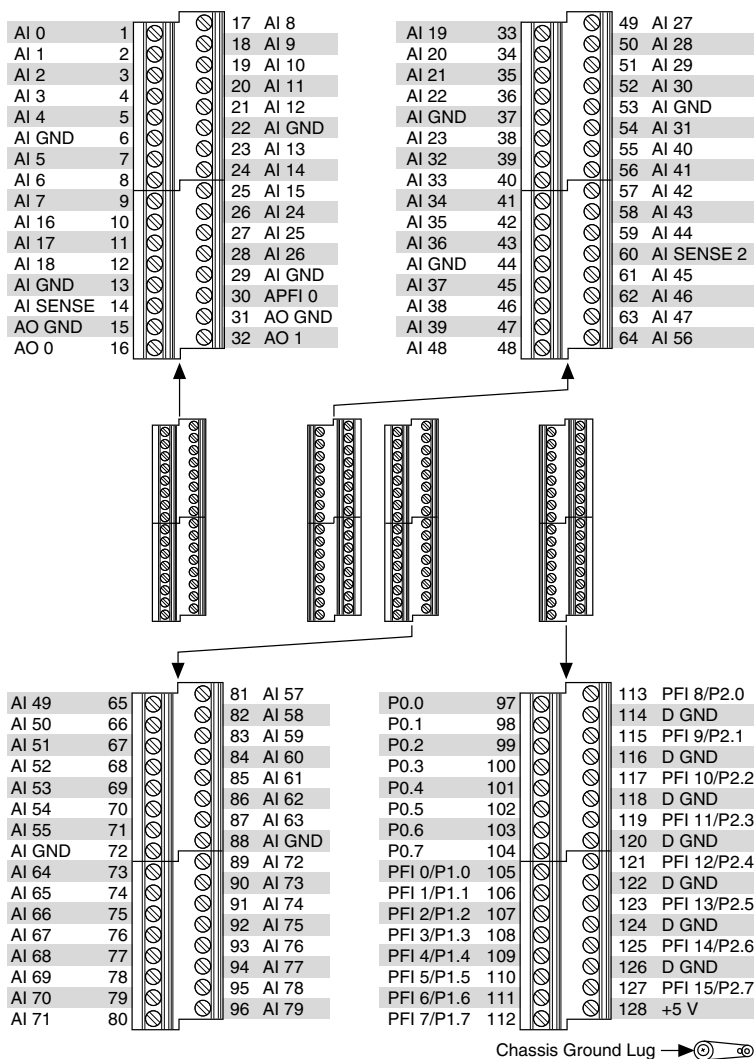 AI 0 1
AI 1 2
AI 2 3
AI 3 4
AI 4 5
AI GND 6
AI 5 7
AI 6 8
AI 7 9
AI 16 10
AI 17 11
AI 18 12
AI GND 13
AI SENSE 14
AO GND 15
AO 0 16
17 AI 8
18 AI 9
19 AI 10
20 AI 11
21 AI 12
22 AI GND
23 AI 13
24 AI 14
25 AI 15
26 AI 24
27 AI 25
28 AI 26
29 AI GND
30 APFI 0
31 AO GND
32 AO 1
AI 19 33
AI 20 34
AI 21 35
AI 22 36
AI GND 37
AI 23 38
AI 32 39
AI 33 40
AI 34 41
AI 35 42
AI 36 43
AI GND 44
AI 37 45
AI 38 46
AI 39 47
AI 48 48
49 AI 27
50 AI 28
51 AI 29
52 AI 30
53 AI GND
54 AI 31
55 AI 40
56 AI 41
57 AI 42
58 AI 43
59 AI 44
60 AI SENSE 2
61 AI 45
62 AI 46
63 AI 47
64 AI 56
AI 49 65
AI 50 66
AI 51 67
AI 52 68
AI 53 69
AI 54 70
AI 55 71
AI GND 72
AI 64 73
AI 65 74
AI 66 75
AI 67 76
AI 68 77
AI 69 78
AI 70 79
AI 71 80
81 AI 57
82 AI 58
83 AI 59
84 AI 60
85 AI 61
86 AI 62
87 AI 63
88 AI GND
89 AI 72
90 AI 73
91 AI 74
92 AI 75
93 AI 76
94 AI 77
95 AI 78
96 AI 79
P0.0 97
P0.1 98
P0.2 99
P0.3 100
P0.4 101
P0.5 102
P0.6 103
P0.7 104
PFI 0/P1.0 105
PFI 1/P1.1 106
PFI 2/P1.2 107
PFI 3/P1.3 108
PFI 4/P1.4 109
PFI 5/P1.5 110
PFI 6/P1.6 111
PFI 7/P1.7 112
113 PFI 8/P2.0
114 D GND
115 PFI 9/P2.1
116 D GND
117 PFI 10/P2.2
118 D GND
119 PFI 11/P2.3
120 D GND
121 PFI 12/P2.4
122 D GND
123 PFI 13/P2.5
124 D GND
125 PFI 14/P2.6
126 D GND
127 PFI 15/P2.7
128 +5 V
Chassis Ground Lug